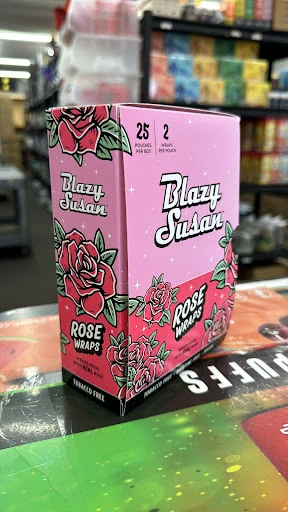 25
POUCHES
PER BOX
2
WRAPS
PER POUCH
Blazy
Susan
ROSE
WRAPS
TOBACCO FREE
Blazy
Susan
ROSE
WRAPS
REAL
TOBACCO FREE
PUFFS